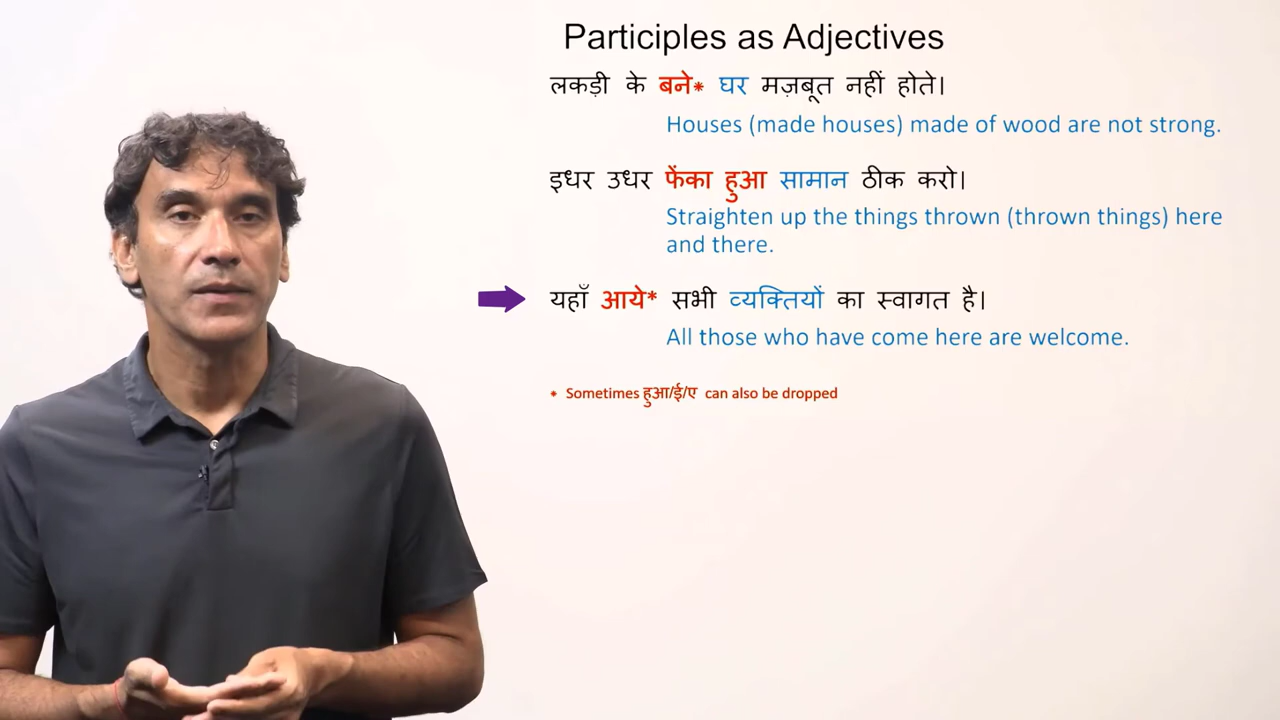 Participles as Adjectives
लकड़ी के बने* घर मज़बूत नहीं होते।
Houses (made houses) made of wood are not strong.
इधर उधर फेंका हुआ सामान ठीक करो।
Straighten up the things thrown (thrown things) here
and there.
यहाँ आये* सभी व्यक्तियों का स्वागत है।
All those who have come here are welcome.
* Sometimes हुआ/ई/ए can also be dropped